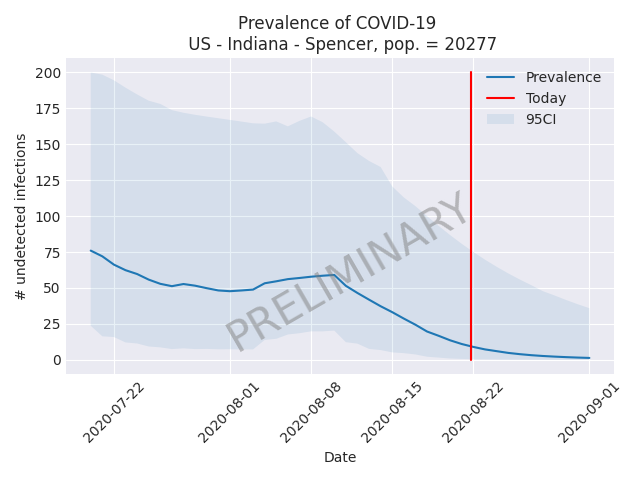 Prevalence of COVID-19
US - Indiana - Spencer, pop. = 20277
200
175
150
125
100
75
50
25
0
# undetected infections
Prevalence
Today
95CI
PRELIMINARY
2020-07-22
2020-08-01
2020-08-08
2020-08-15
2020-08-22
2020-09-01
Date